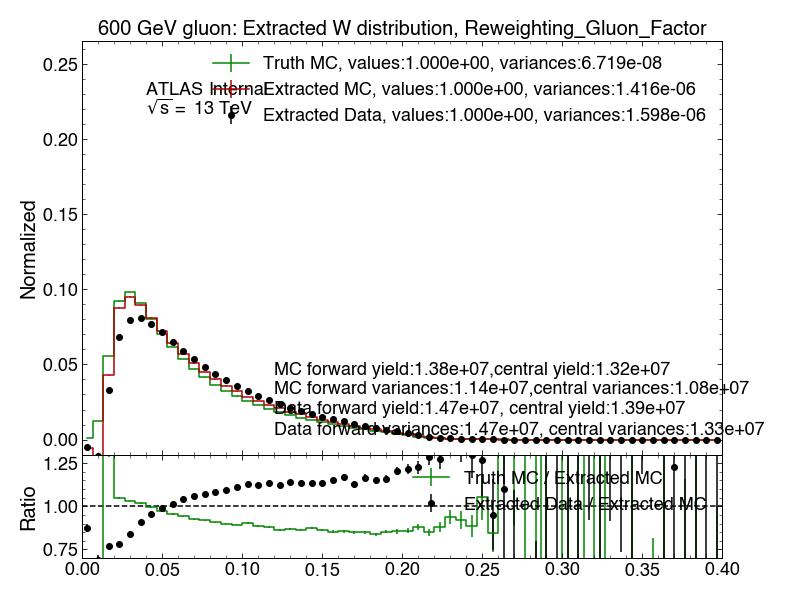 600 GeV gluon: Extracted W distribution, Reweighting_Gluon_Factor
Normalized
0.25
0.20
0.15
0.10
0.05
0.00
Truth MC, values:1.000e+00, variances:6.719e-08
ATLAS Internal
Extracted MC, values:1.000e+00, variances:1.416e-06
√s = 13 TeV
Extracted Data, values:1.000e+00, variances:1.598e-06
MC forward yield:1.38e+07,central yield:1.32e+07
MC forward variances:1.14e+07,central variances:1.08e+07
Data forward yield:1.47e+07, central yield:1.39e+07
Data forward variances:1.47e+07, central variances:1.33e+07
Ratio
1.25
1.00
0.75
Truth MC / Extracted MC
Extracted Data / Extracted MC
0.00 0.05 0.10 0.15 0.20 0.25 0.30 0.35 0.40